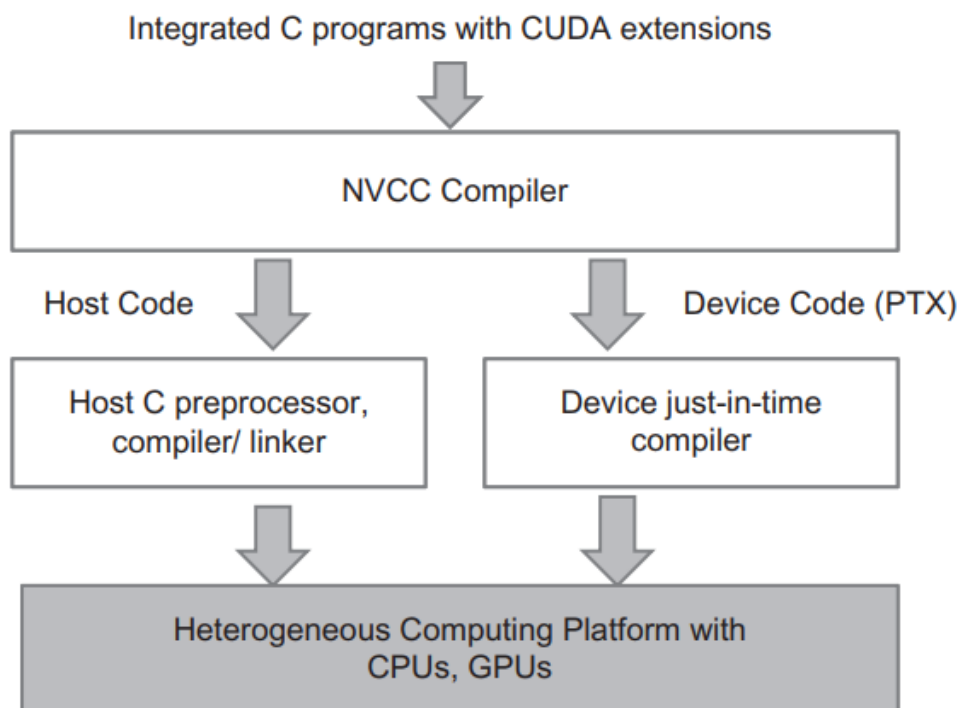 Integrated C programs with CUDA extensions
NVCC Compiler
Host Code
Device Code (PTX)
Host C preprocessor,
compiler/ linker
Device just-in-time
compiler
Heterogeneous Computing Platform with
CPUs, GPUs